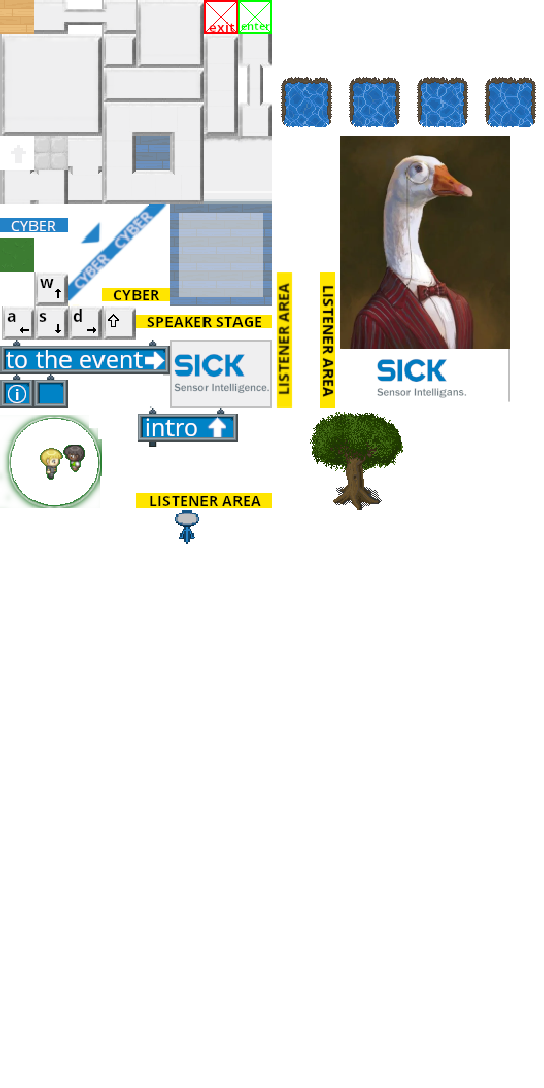 exit
enter
CYBER
CYBER CYBER
CYBER
w
a
s
d
SPEAKER STAGE
LISTENER AREA
LISTENER AREA
to the event
i
SICK
Sensor Intelligence.
SICK
Sensor Intelligans.
intro
LISTENER AREA